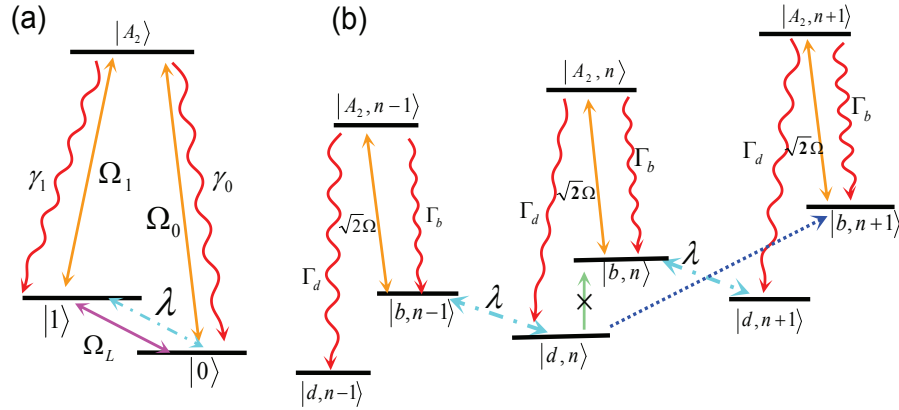 (a)
|A₂⟩
γ₁
Ω₁
Ω₀
γ₀
|1⟩
λ
Ω_L
|0⟩
(b)
|A₂, n−1⟩
Γ_d
√2Ω
Γ_b
|b, n−1⟩
|d, n−1⟩
λ
|A₂, n⟩
Γ_d
√2Ω
Γ_b
|b, n⟩
×
|d, n⟩
λ
|A₂, n+1⟩
Γ_d
√2Ω
Γ_b
|b, n+1⟩
|d, n+1⟩